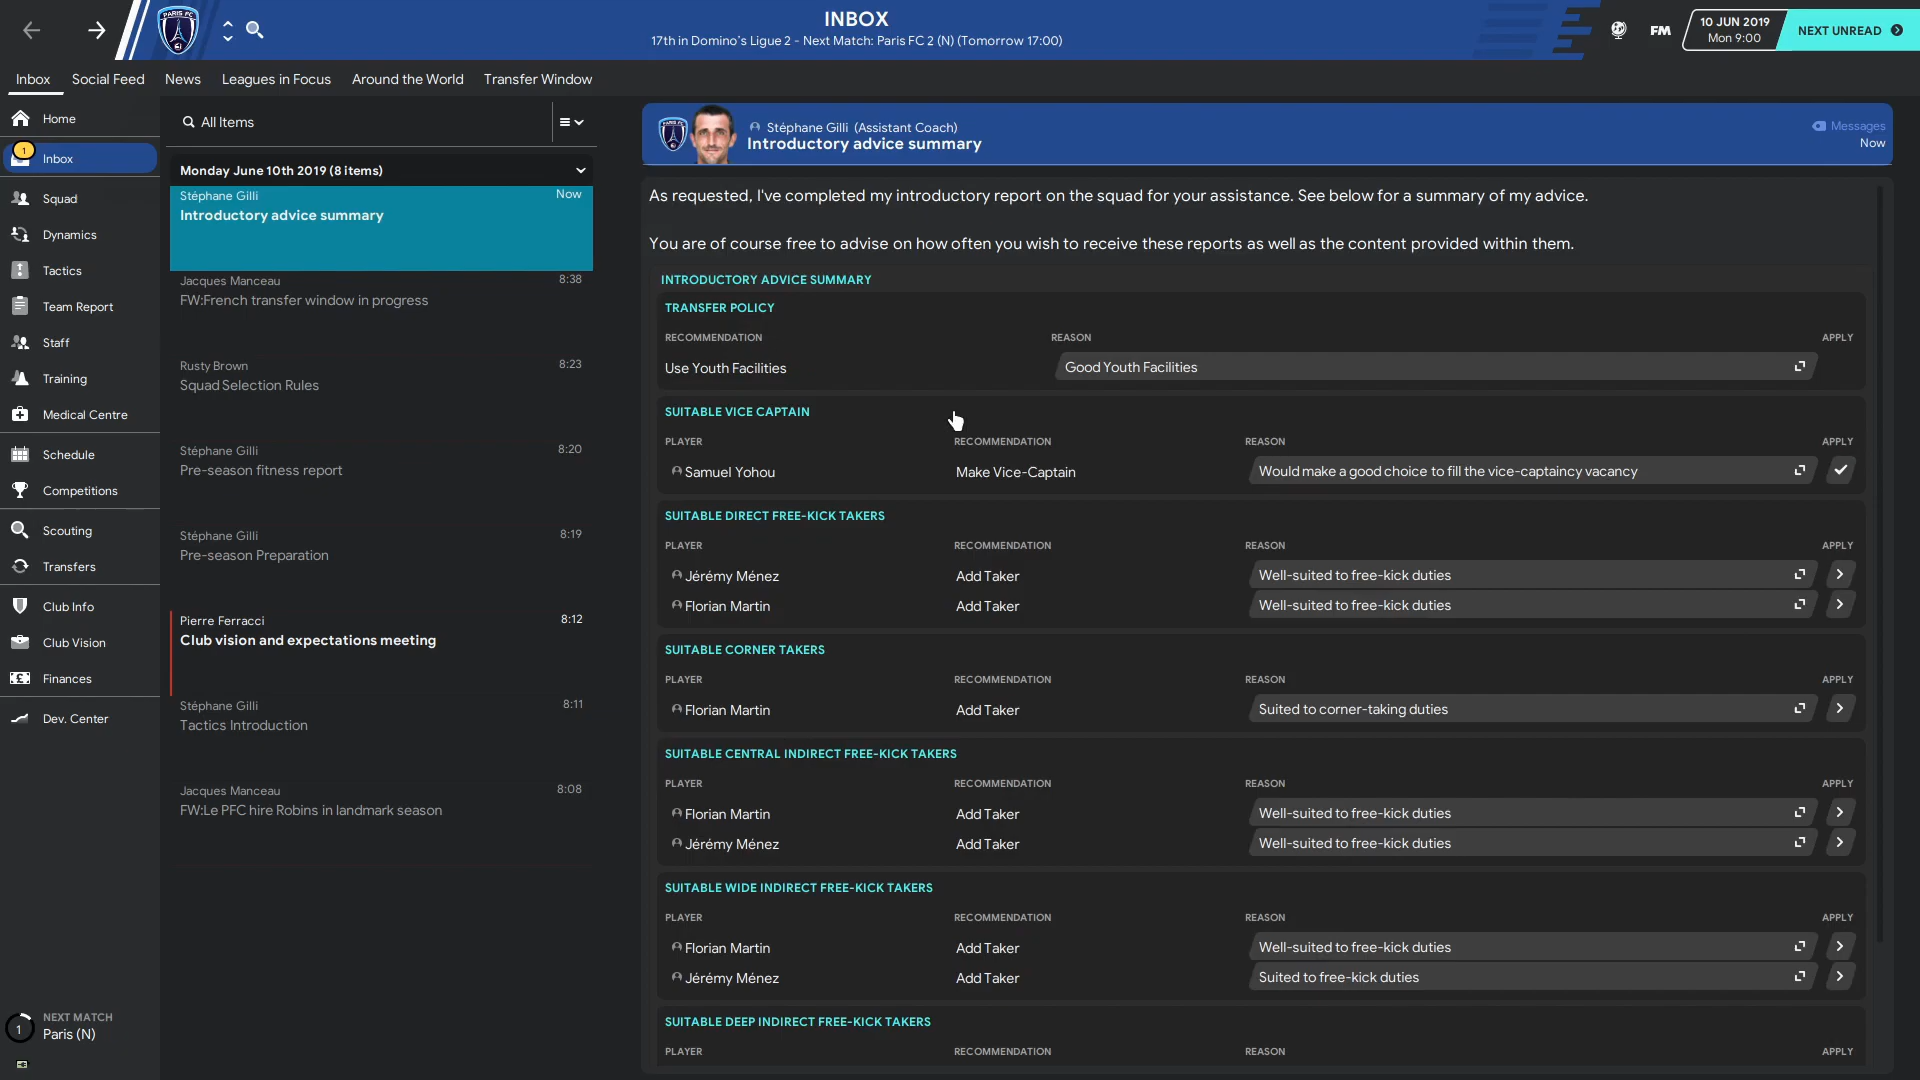 PARIS FC
INBOX
17th in Domino's Ligue 2 - Next Match: Paris FC 2 (N) (Tomorrow 17:00)
FM
10 JUN 2019
Mon 9:00
NEXT UNREAD
Inbox
Social Feed
News
Leagues in Focus
Around the World
Transfer Window
Home
1
Inbox
Squad
Dynamics
Tactics
Team Report
Staff
Training
Medical Centre
Schedule
Competitions
Scouting
Transfers
Club Info
Club Vision
Finances
Dev. Center
1
NEXT MATCH
Paris (N)
All Items
Monday June 10th 2019 (8 items)
Stéphane Gilli Now
Introductory advice summary
Jacques Manceau 8:38
FW:French transfer window in progress
Rusty Brown 8:23
Squad Selection Rules
Stéphane Gilli 8:20
Pre-season fitness report
Stéphane Gilli 8:19
Pre-season Preparation
Pierre Ferracci 8:12
Club vision and expectations meeting
Stéphane Gilli 8:11
Tactics Introduction
Jacques Manceau 8:08
FW:Le PFC hire Robins in landmark season
PARIS FC
Stéphane Gilli (Assistant Coach)
Introductory advice summary
Messages
Now
As requested, I've completed my introductory report on the squad for your assistance. See below for a summary of my advice.
You are of course free to advise on how often you wish to receive these reports as well as the content provided within them.
INTRODUCTORY ADVICE SUMMARY
TRANSFER POLICY
RECOMMENDATION REASON APPLY
Use Youth Facilities Good Youth Facilities
SUITABLE VICE CAPTAIN
PLAYER RECOMMENDATION REASON APPLY
Samuel Yohou Make Vice-Captain Would make a good choice to fill the vice-captaincy vacancy
SUITABLE DIRECT FREE-KICK TAKERS
PLAYER RECOMMENDATION REASON APPLY
Jérémy Ménez Add Taker Well-suited to free-kick duties
Florian Martin Add Taker Well-suited to free-kick duties
SUITABLE CORNER TAKERS
PLAYER RECOMMENDATION REASON APPLY
Florian Martin Add Taker Suited to corner-taking duties
SUITABLE CENTRAL INDIRECT FREE-KICK TAKERS
PLAYER RECOMMENDATION REASON APPLY
Florian Martin Add Taker Well-suited to free-kick duties
Jérémy Ménez Add Taker Well-suited to free-kick duties
SUITABLE WIDE INDIRECT FREE-KICK TAKERS
PLAYER RECOMMENDATION REASON APPLY
Florian Martin Add Taker Well-suited to free-kick duties
Jérémy Ménez Add Taker Suited to free-kick duties
SUITABLE DEEP INDIRECT FREE-KICK TAKERS
PLAYER RECOMMENDATION REASON APPLY